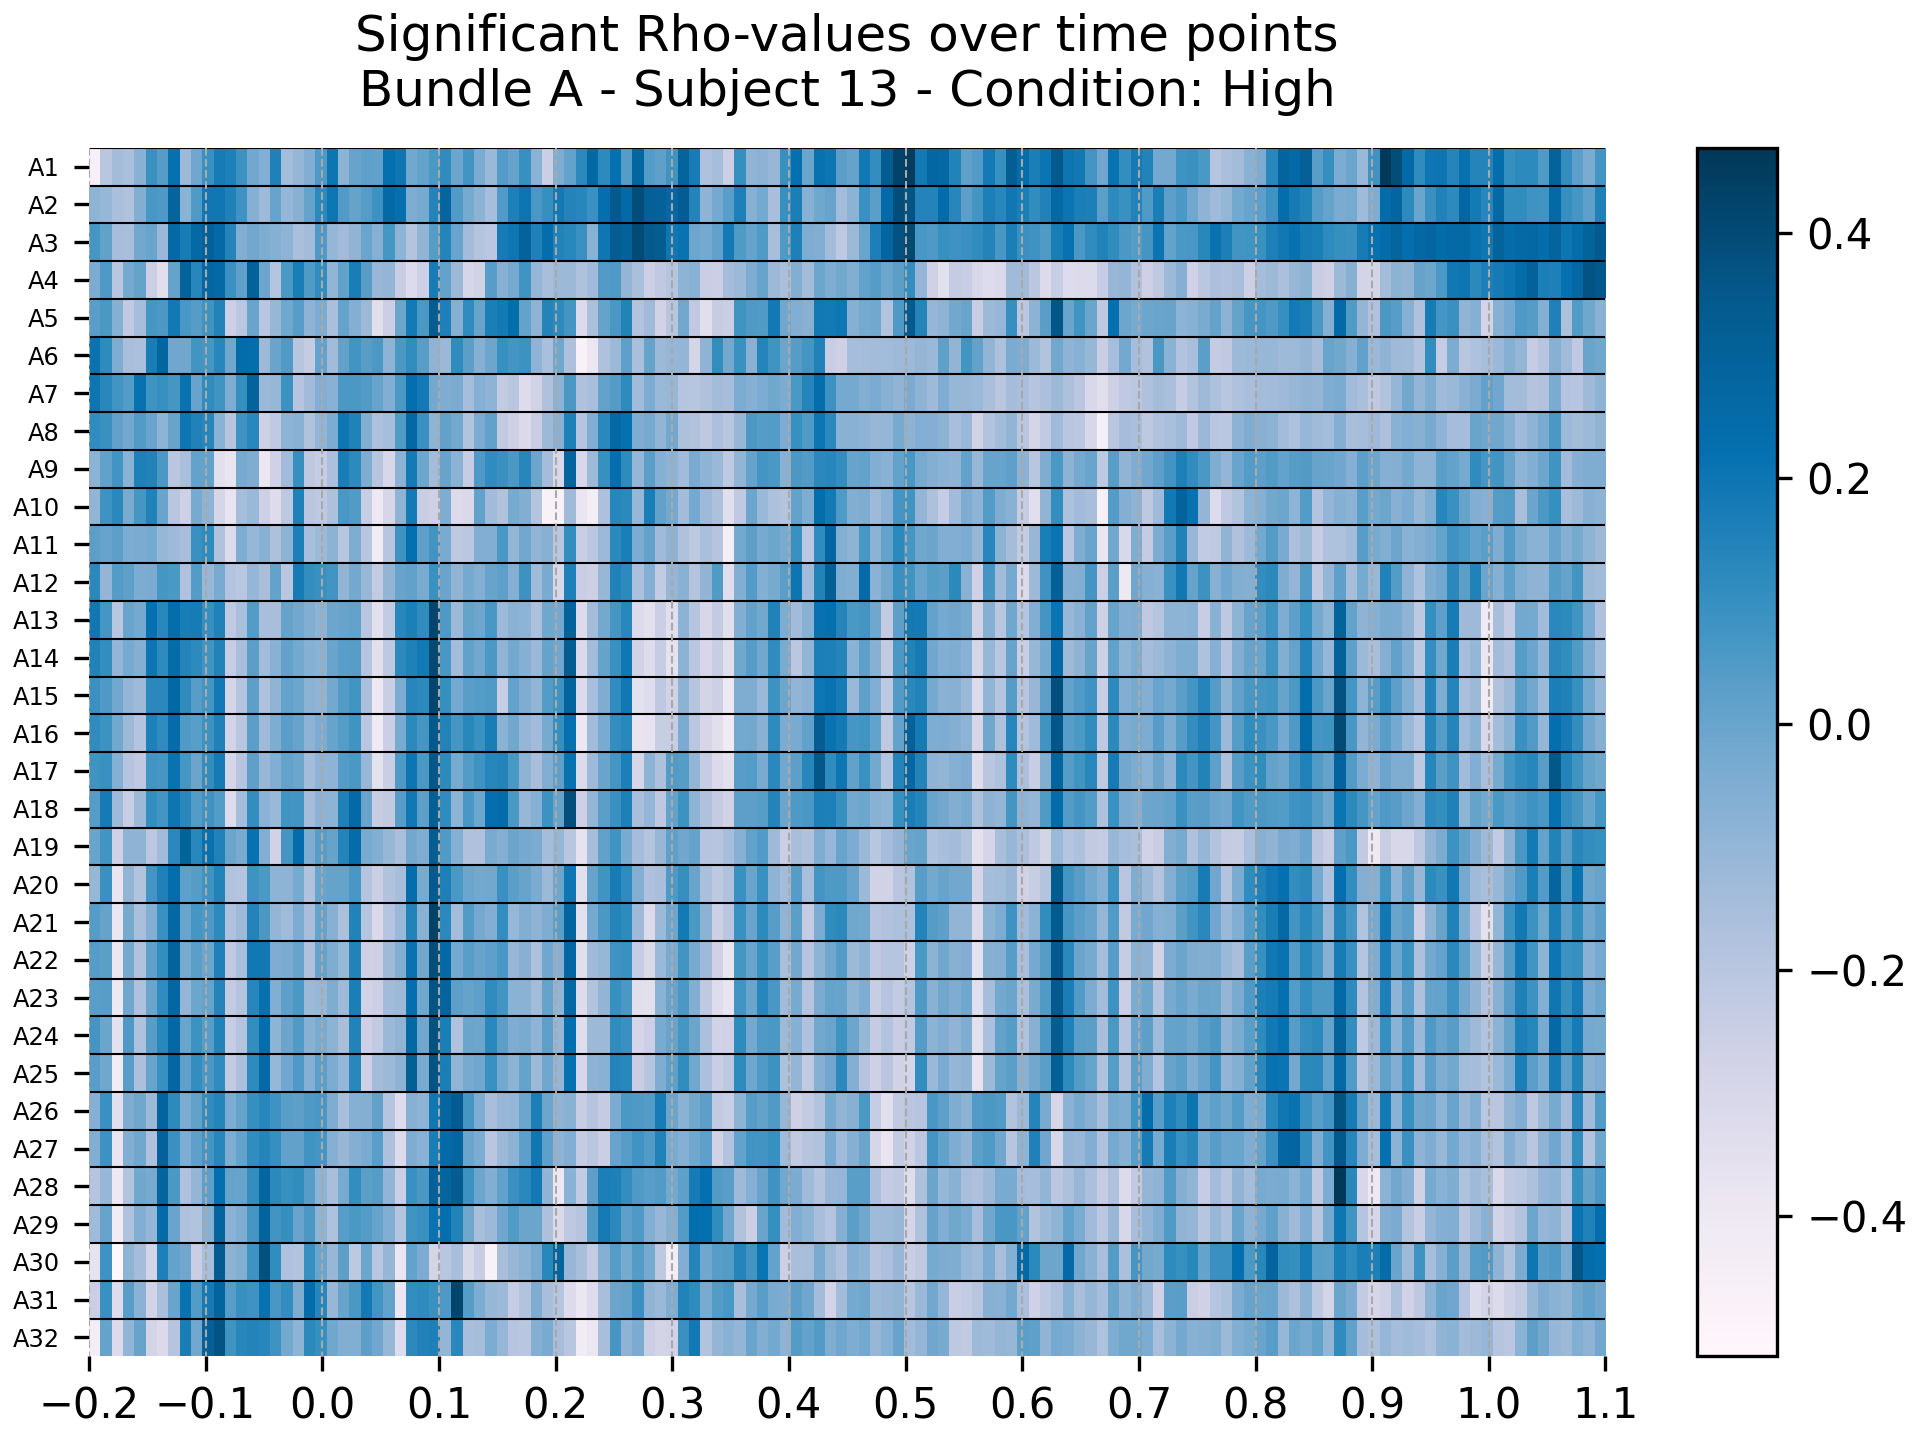 Significant Rho-values over time points
Bundle A - Subject 13 - Condition: High
A1
A2
A3
A4
A5
A6
A7
A8
A9
A10
A11
A12
A13
A14
A15
A16
A17
A18
A19
A20
A21
A22
A23
A24
A25
A26
A27
A28
A29
A30
A31
A32
−0.2 −0.1 0.0 0.1 0.2 0.3 0.4 0.5 0.6 0.7 0.8 0.9 1.0 1.1
0.4
0.2
0.0
−0.2
−0.4